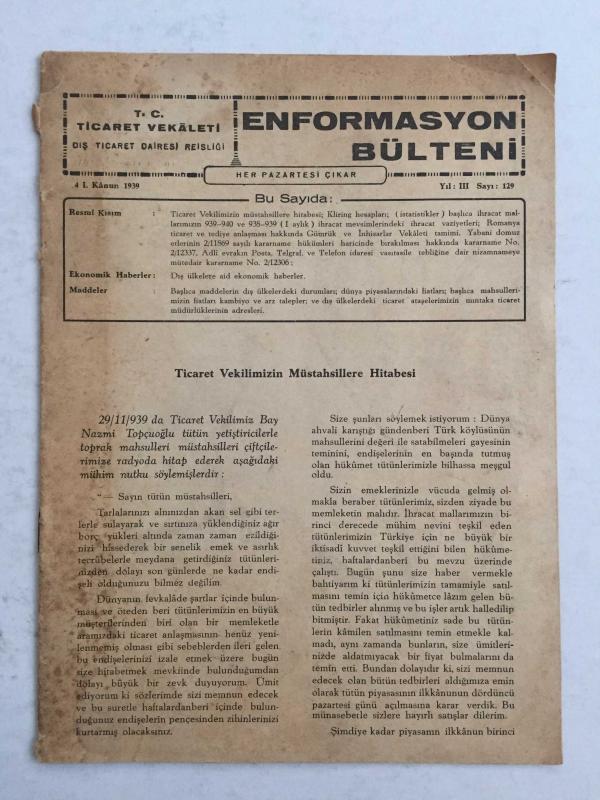 T. C.
TİCARET VEKÂLETİ
DIŞ TİCARET DAİRESİ REİSLİĞİ
ENFORMASYON
BÜLTENİ
HER PAZARTESİ ÇIKAR
4 I. Kânun 1939
Yıl: III Sayı: 129
Bu Sayıda:
Resmî Kısım : Ticaret Vekilimizin müstahsillere hitabesi; Kliring hesapları; (istatistikler) başlıca ihracat mal-
larımızın 939-940 ve 938-939 (1 aylık) ihracat mevsimlerindeki ihracat vaziyetleri; Romanya
ticaret ve tediye anlaşması hakkında Gümrük ve İnhisarlar Vekâleti tamimi. Yabani domuz
etlerinin 2/11869 sayılı kararname hükümleri haricinde bırakılması hakkında kararname No.
2/12337, Adlî evrakın Posta, Telgraf. ve Telefon idaresi vasıtasile tebliğine dair nizamnameye
mütedair kararname No. 2/12306;
Ekonomik Haberler: Dış ülkelere aid ekonomik haberler.
Maddeler : Başlıca maddelerin dış ülkelerdeki durumları; dünya piyasalarındaki fiatları; başlıca mahsulleri-
mizin fiatları kambiyo ve arz talepler; ve dış ülkelerdeki ticaret ataşelerimizin mıntaka ticaret
müdürlüklerinin adresleri.
Ticaret Vekilimizin Müstahsillere Hitabesi
29/11/939 da Ticaret Vekilimiz Bay
Nazmi Topçuoğlu tütün yetiştiricilerle
toprak mahsulleri müstahsilleri çiftçile-
rimize radyoda hitap ederek aşağıdaki
mühim nutku söylemişlerdir:
"— Sayın tütün müstahsilleri,
Tarlalarınızı alnınızdan akan sel gibi ter-
lerle sulayarak ve sırtınıza yüklendiğiniz ağır
borç yükleri altında zaman zaman ezildiği-
nizi hissederek bir senelik emek ve asırlık
tecrübelerle meydana getirdiğiniz tütünleri-
nizden dolayı son günlerde ne kadar endi-
şeli olduğunuzu bilmez değilim.
Dünyanın fevkalâde şartlar içinde bulun-
ması ve öteden beri tütünlerimizin en büyük
müşterilerinden biri olan bir memleketle
aramızdaki ticaret anlaşmasının henüz yeni-
lenmemiş olması gibi sebeblerden ileri gelen
bu endişelerinizi izale etmek üzere bugün
size hitabetmek mevkiinde bulunduğumdan
dolayı büyük bir zevk duyuyorum. Ümit
ediyorum ki sözlerimde sizi memnun edecek
ve bu suretle haftalardanberi içinde bulun-
duğunuz endişelerin pençesinden zihinlerinizi
kurtarmış olacaksınız.
Size şunları söylemek istiyorum: Dünya
ahvali karıştığı gündenberi Türk köylüsünün
mahsullerini değeri ile satabilmeleri gayesinin
teminini, endişelerinin en başında tutmuş
olan hükûmet tütünlerimizle bilhassa meşgul
oldu.
Sizin emeklerinizle vücuda gelmiş ol-
makla beraber tütünlerimiz, sizden ziyade bu
memleketin malıdır. İhracat mallarımızın bi-
rinci derecede mühim nevini teşkil eden
tütünlerimizin Türkiye için ne büyük bir
iktisadî kuvvet teşkil ettiğini bilen hükûme-
tiniz, haftalardanberi bu mevzu üzerinde
çalıştı. Bugün şunu size haber vermekle
bahtiyarım ki tütünlerimizin tamamiyle satıl-
masını temin için hükûmetce lâzım gelen bü-
tün tedbirler alınmış ve bu işler artık halledilip
bitmiştir. Fakat hükûmetiniz sade bu tütün-
lerin kâmilen satılmasını temin etmekle kal-
madı, aynı zamanda bunların, size ümitleri-
nizde aldatmıyacak bir fiyat bulmalarını da
temin etti. Bundan dolayıdır ki, sizi memnun
edecek olan bütün tedbirleri aldığımıza emin
olarak tütün piyasasının ilkkânunun dördüncü
pazartesi günü açılmasına karar verdik. Bu
münasebetle sizlere hayırlı satışlar dilerim.
Şimdiye kadar piyasanın ilkkânun birinci